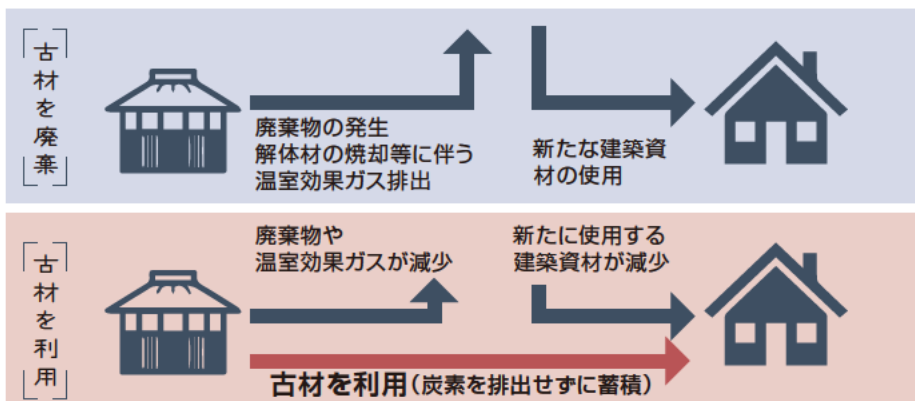 古材を廃棄
廃棄物の発生
解体材の焼却等に伴う
温室効果ガス排出
新たな建築資
材の使用
古材を利用
廃棄物や
温室効果ガスが減少
新たに使用する
建築資材が減少
古材を利用(炭素を排出せずに蓄積)